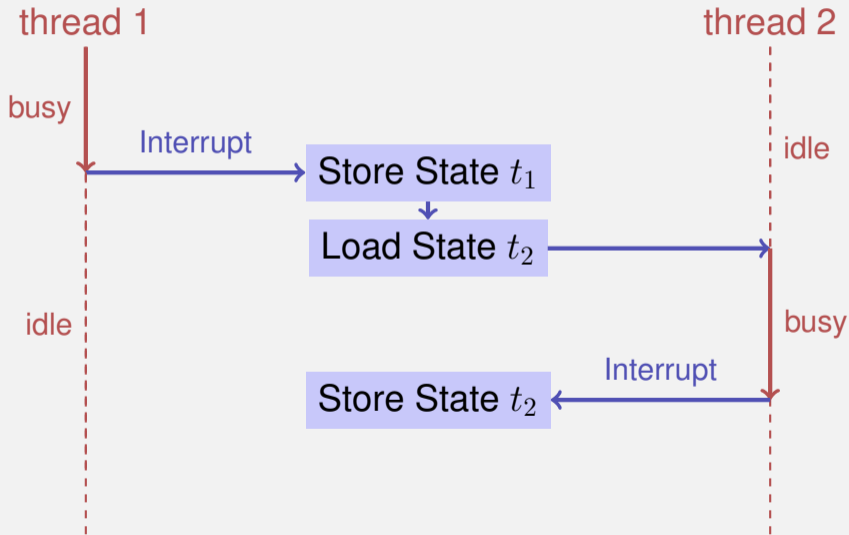 thread 1
thread 2
busy
Interrupt
idle
Store State t₁
Load State t₂
idle
busy
Interrupt
Store State t₂